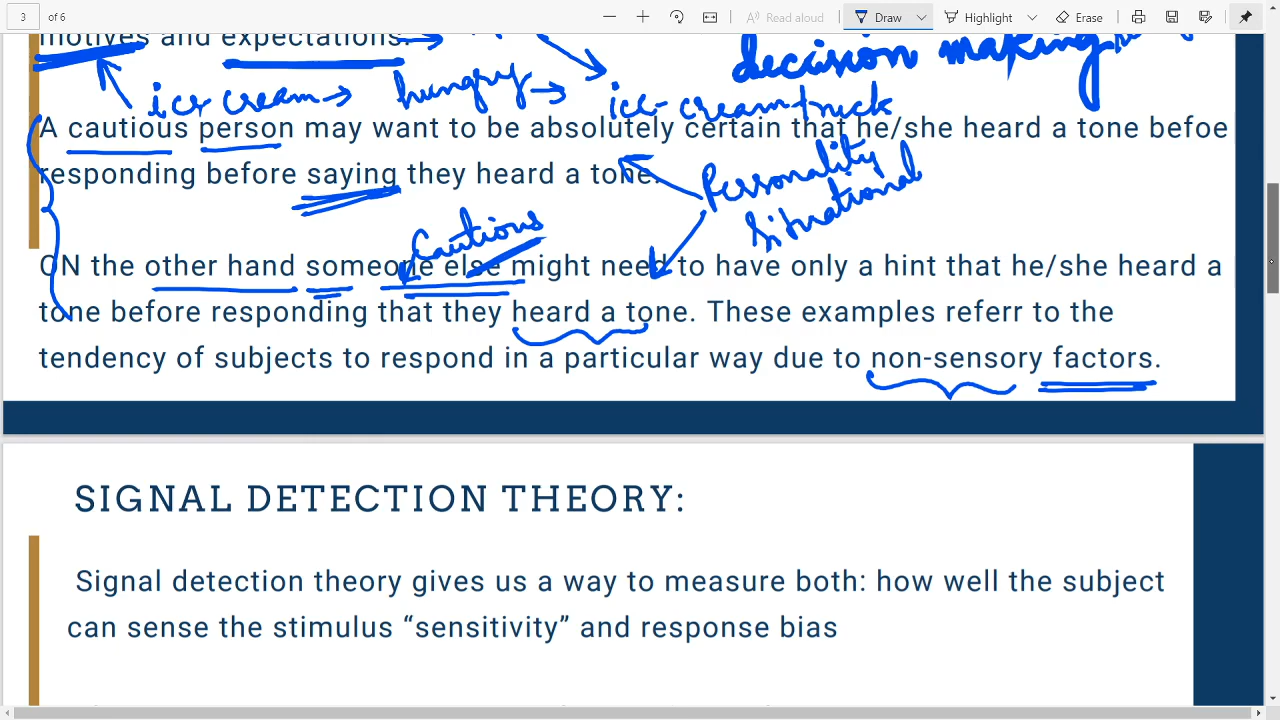 3 of 6
Read aloud Draw Highlight Erase
motives and expectations.
decision making
ice cream → hungry → ice-cream truck
A cautious person may want to be absolutely certain that he/she heard a tone befoe
responding before saying they heard a tone.
Personality
Situational
Cautious
ON the other hand someone else might need to have only a hint that he/she heard a
tone before responding that they heard a tone. These examples referr to the
tendency of subjects to respond in a particular way due to non-sensory factors.
SIGNAL DETECTION THEORY:
Signal detection theory gives us a way to measure both: how well the subject
can sense the stimulus “sensitivity” and response bias